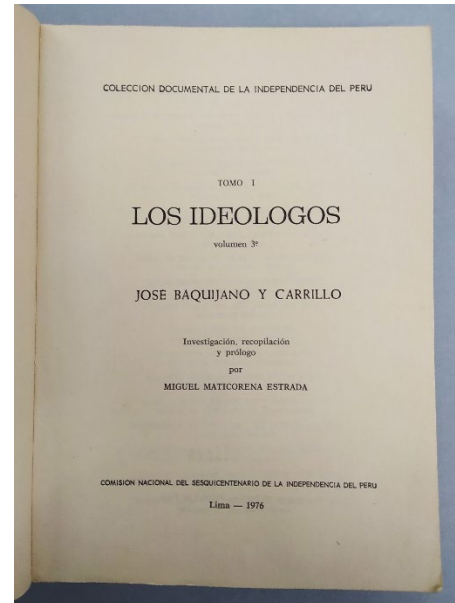 COLECCION DOCUMENTAL DE LA INDEPENDENCIA DEL PERU
TOMO I
LOS IDEOLOGOS
volumen 3º
JOSÉ BAQUIJANO Y CARRILLO
Investigación, recopilación
y prólogo
por
MIGUEL MATICORENA ESTRADA
COMISION NACIONAL DEL SESQUICENTENARIO DE LA INDEPENDENCIA DEL PERU
Lima — 1976